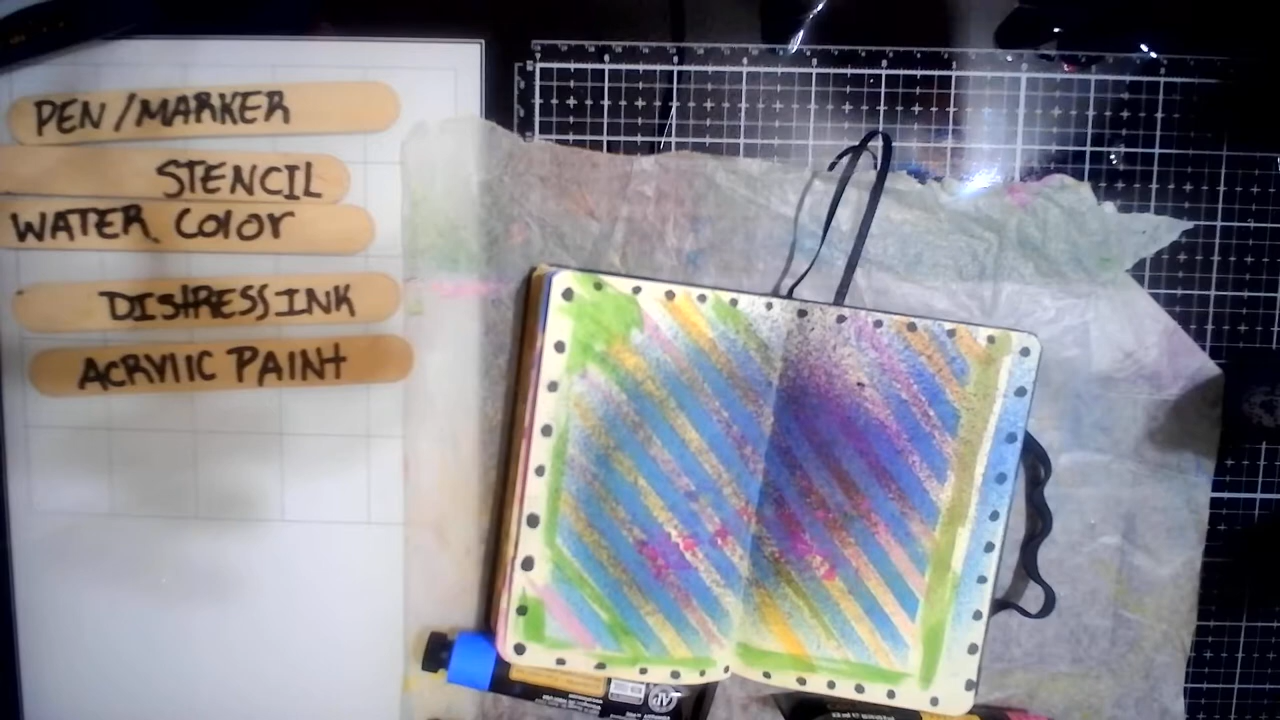 PEN/MARKER
STENCIL
WATER COlOr
DISTRESS INK
ACRYlIC PAINT